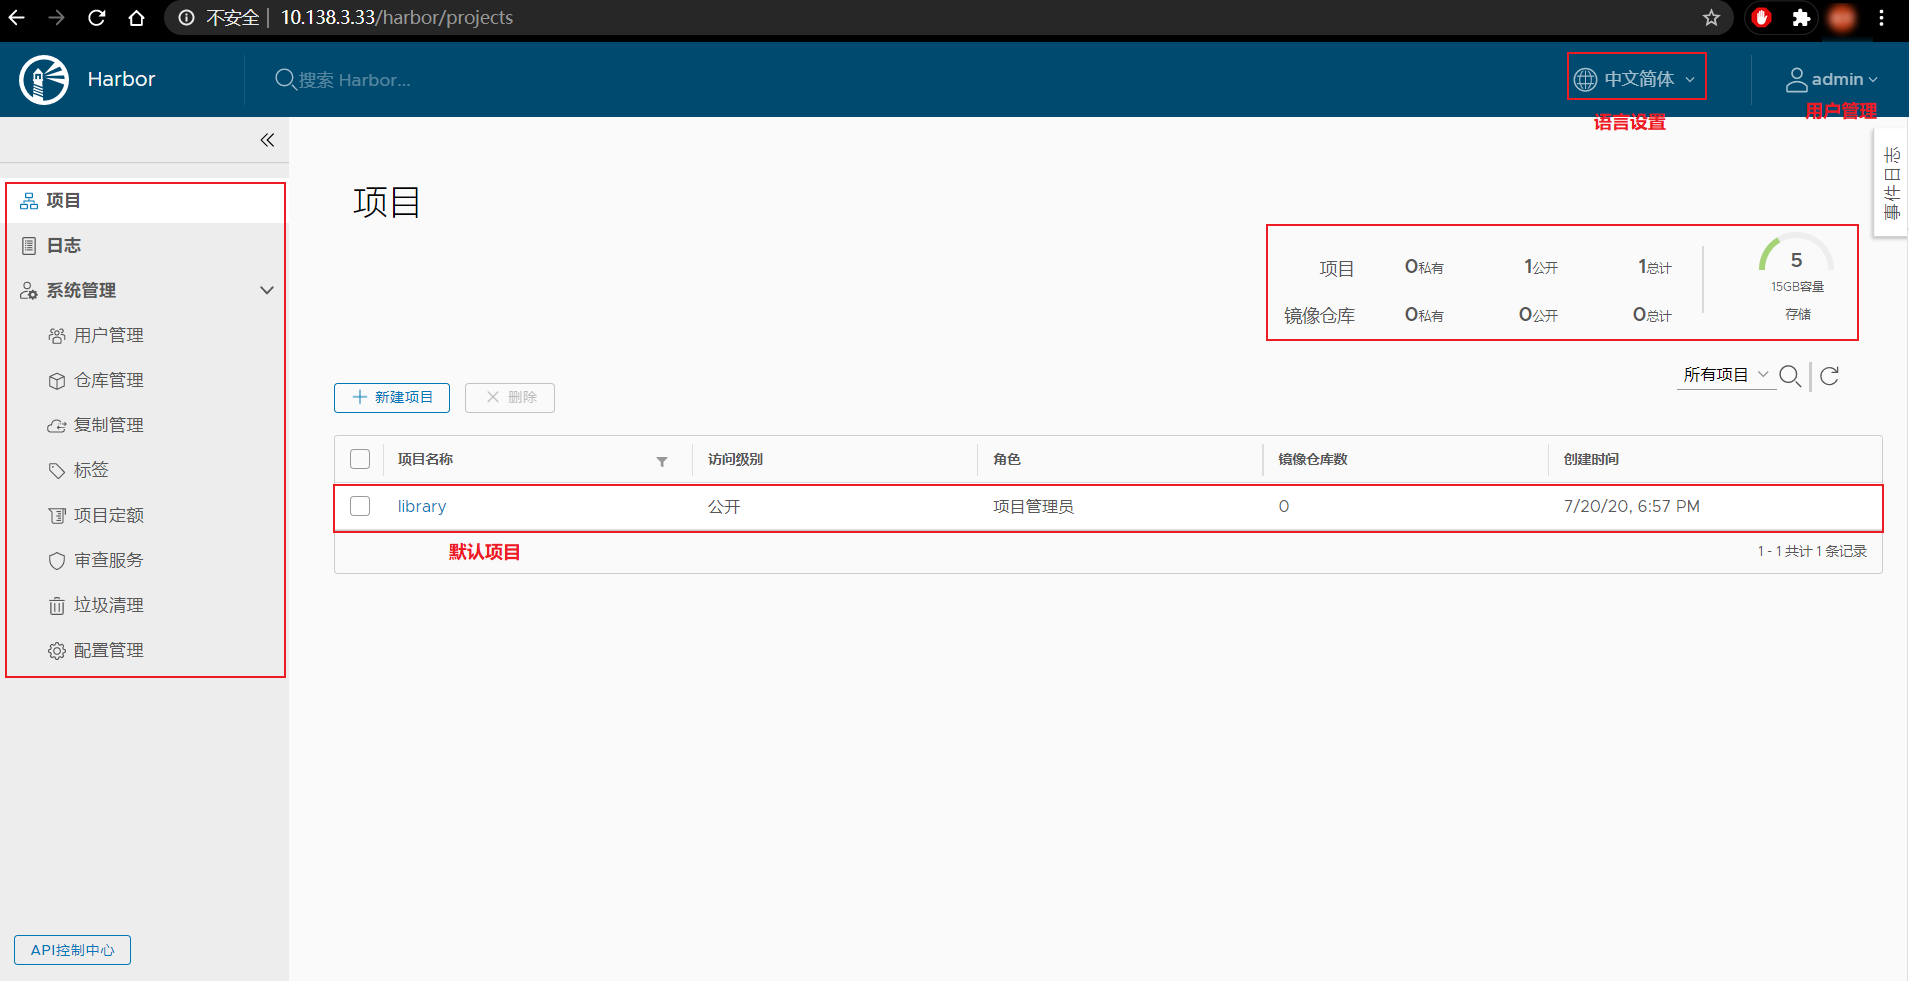 不安全 | 10.138.3.33/harbor/projects
Harbor
搜索 Harbor...
中文简体
admin
语言设置
用户管理
事件日志
项目
日志
系统管理
用户管理
仓库管理
复制管理
标签
项目定额
审查服务
垃圾清理
配置管理
API控制中心
项目
项目 0私有 1公开 1总计
镜像仓库 0私有 0公开 0总计
5
15GB容量
存储
新建项目
删除
所有项目
项目名称 访问级别 角色 镜像仓库数 创建时间
library 公开 项目管理员 0 7/20/20, 6:57 PM
默认项目
1 - 1 共计 1 条记录